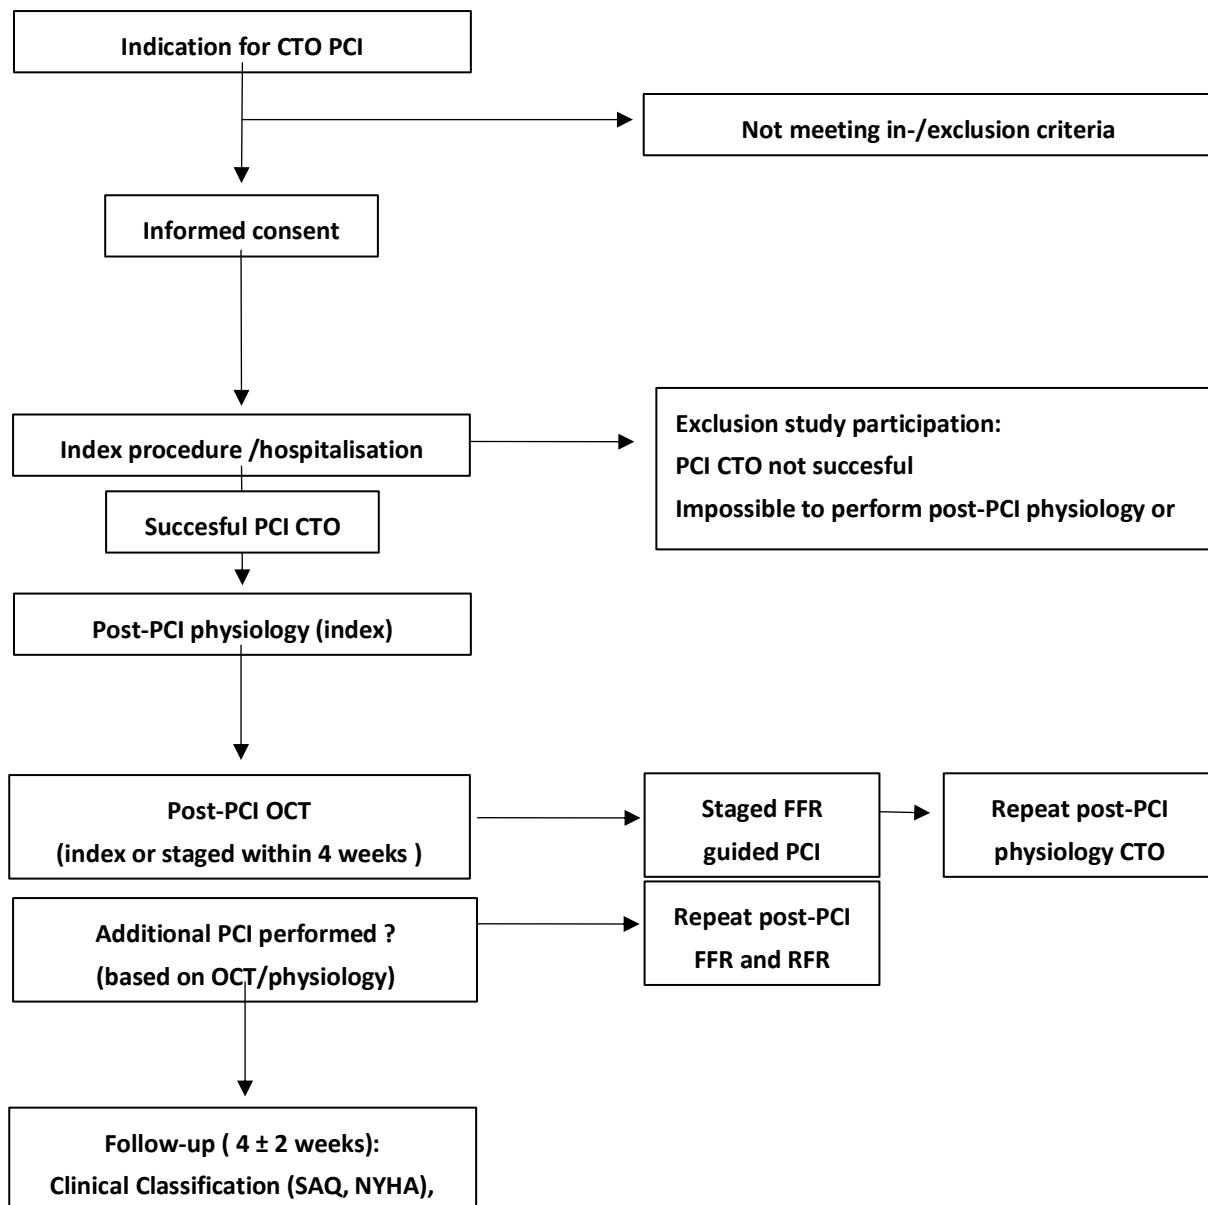 Indication for CTO PCI
Not meeting in-/exclusion criteria
Informed consent
Index procedure /hospitalisation
Exclusion study participation:
PCI CTO not succesful
Impossible to perform post-PCI physiology or
Succesful PCI CTO
Post-PCI physiology (index)
Post-PCI OCT
(index or staged within 4 weeks )
Staged FFR
guided PCI
Repeat post-PCI
physiology CTO
Additional PCI performed ?
(based on OCT/physiology)
Repeat post-PCI
FFR and RFR
Follow-up ( 4 ± 2 weeks):
Clinical Classification (SAQ, NYHA),